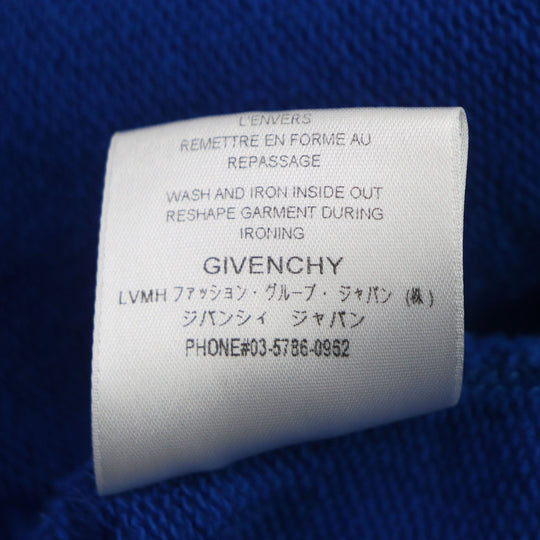 L'ENVERS
REMETTRE EN FORME AU
REPASSAGE
WASH AND IRON INSIDE OUT
RESHAPE GARMENT DURING
IRONING
GIVENCHY
LVMH ファッション・グループ・ ジャパン (株)
ジバンシィ ジャパン
PHONE#03-5786-0952